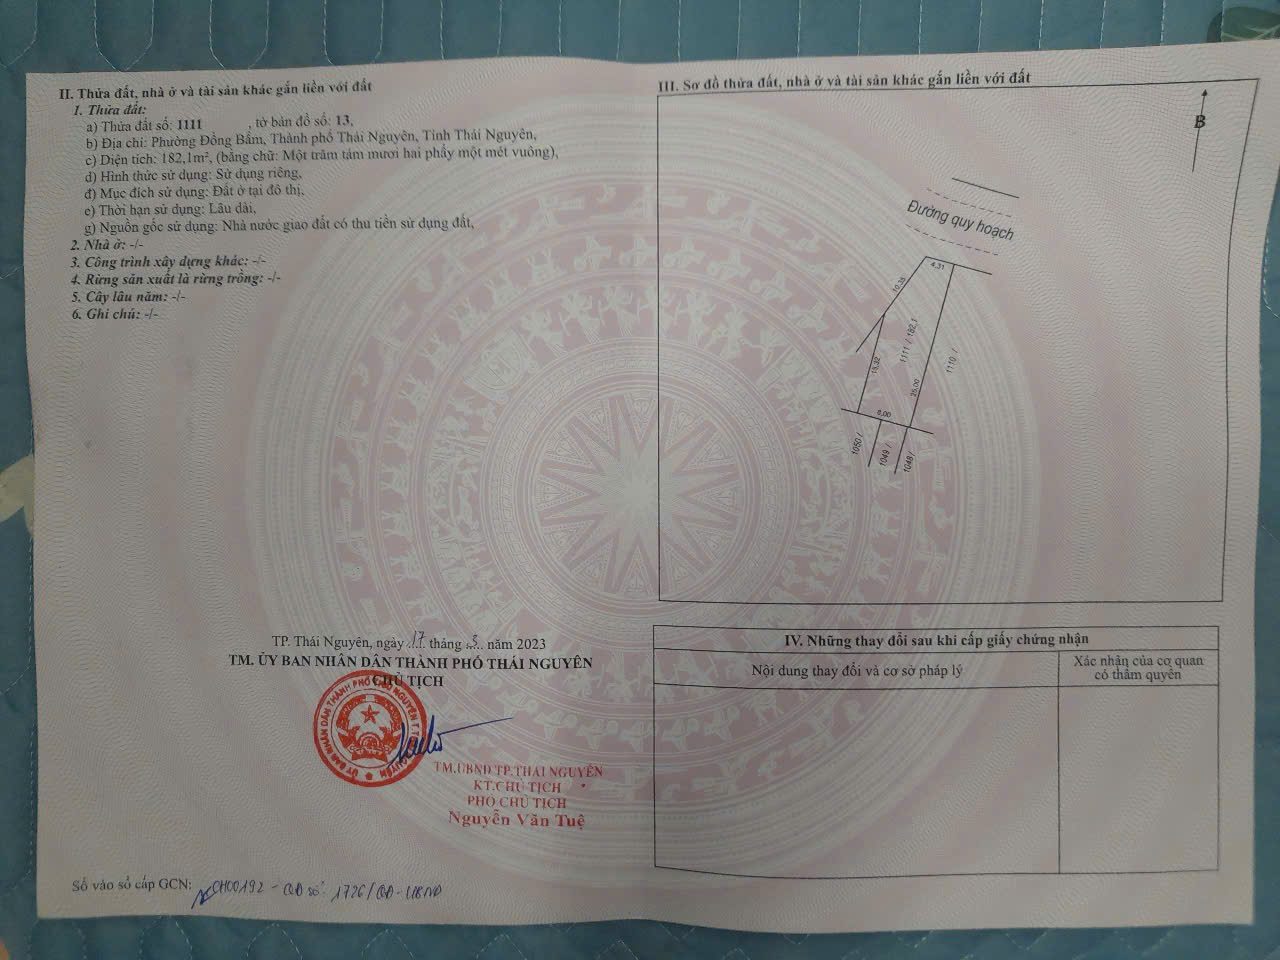 II. Thửa đất, nhà ở và tài sản khác gắn liền với đất
1. Thửa đất:
a) Thửa đất số: 1111 , tờ bản đồ số: 13,
b) Địa chỉ: Phường Đồng Bẩm, Thành phố Thái Nguyên, Tỉnh Thái Nguyên,
c) Diện tích: 182,1m², (bằng chữ: Một trăm tám mươi hai phẩy một mét vuông),
d) Hình thức sử dụng: Sử dụng riêng,
đ) Mục đích sử dụng: Đất ở tại đô thị,
e) Thời hạn sử dụng: Lâu dài,
g) Nguồn gốc sử dụng: Nhà nước giao đất có thu tiền sử dụng đất,
2. Nhà ở: -/-
3. Công trình xây dựng khác: -/-
4. Rừng sản xuất là rừng trồng: -/-
5. Cây lâu năm: -/-
6. Ghi chú: -/-
TP. Thái Nguyên, ngày 17 tháng 8 năm 2023
TM. ỦY BAN NHÂN DÂN THÀNH PHỐ THÁI NGUYÊN
CHỦ TỊCH
TM.UBND TP.THÁI NGUYÊN
KT.CHỦ TỊCH
PHÓ CHỦ TỊCH
Nguyễn Văn Tuệ
Số vào sổ cấp GCN: CH00192 - QĐ số: 1726/QĐ-UBND
III. Sơ đồ thửa đất, nhà ở và tài sản khác gắn liền với đất
B
Đường quy hoạch
4,31
10,35
1111 / 182,1
1110 /
15,32
25,00
8,00
1050 /
1049 /
1048 /
IV. Những thay đổi sau khi cấp giấy chứng nhận
Nội dung thay đổi và cơ sở pháp lý
Xác nhận của cơ quan
có thẩm quyền